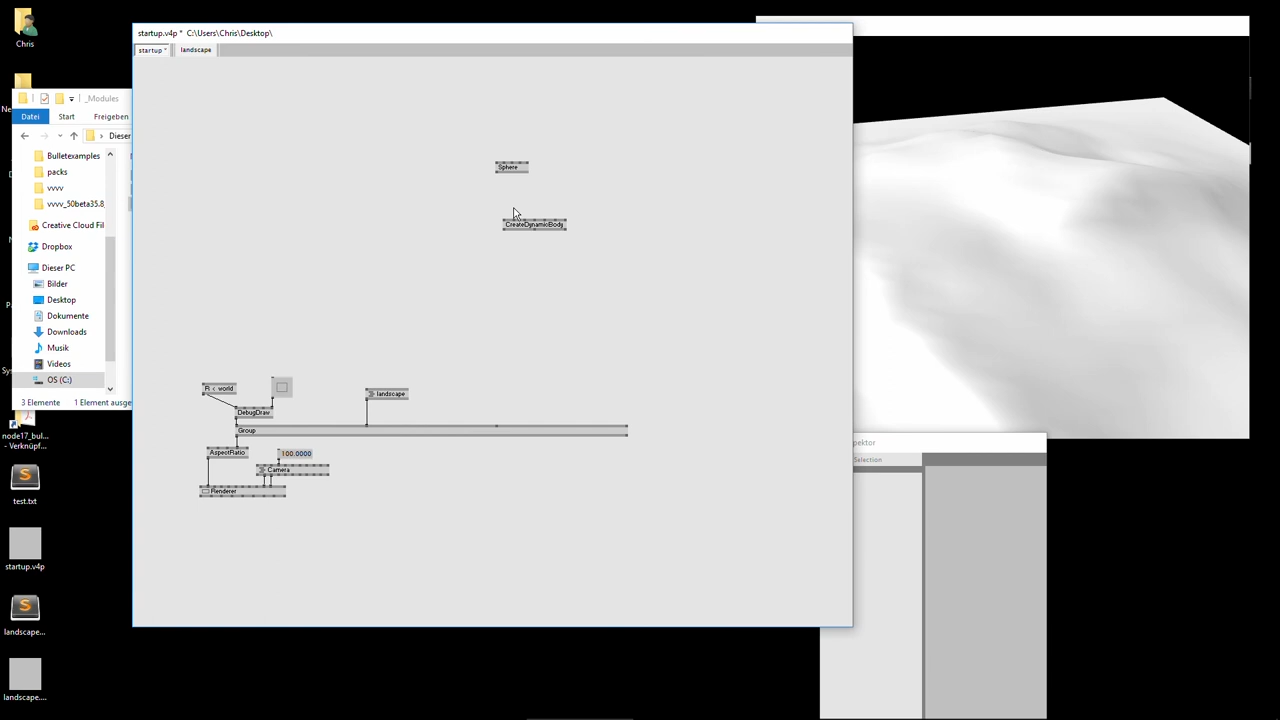 Chris
startup.v4p * C:\Users\Chris\Desktop\
startup *
landscape
_Modules
Datei
Start
Freigeben
Dieser
Bulletexamples
packs
vvvv
vvvv_50beta35.8_
Creative Cloud Fil
Dropbox
Dieser PC
Bilder
Desktop
Dokumente
Downloads
Musik
Videos
OS (C:)
3 Elemente
1 Element ausge
node17_bul...
- Verknüpf...
test.txt
startup.v4p
landscape...
landscape....
Sphere
CreateDynamicBody
R < world
DebugDraw
landscape
Group
AspectRatio
100.0000
Camera
Renderer
pektor
Selection